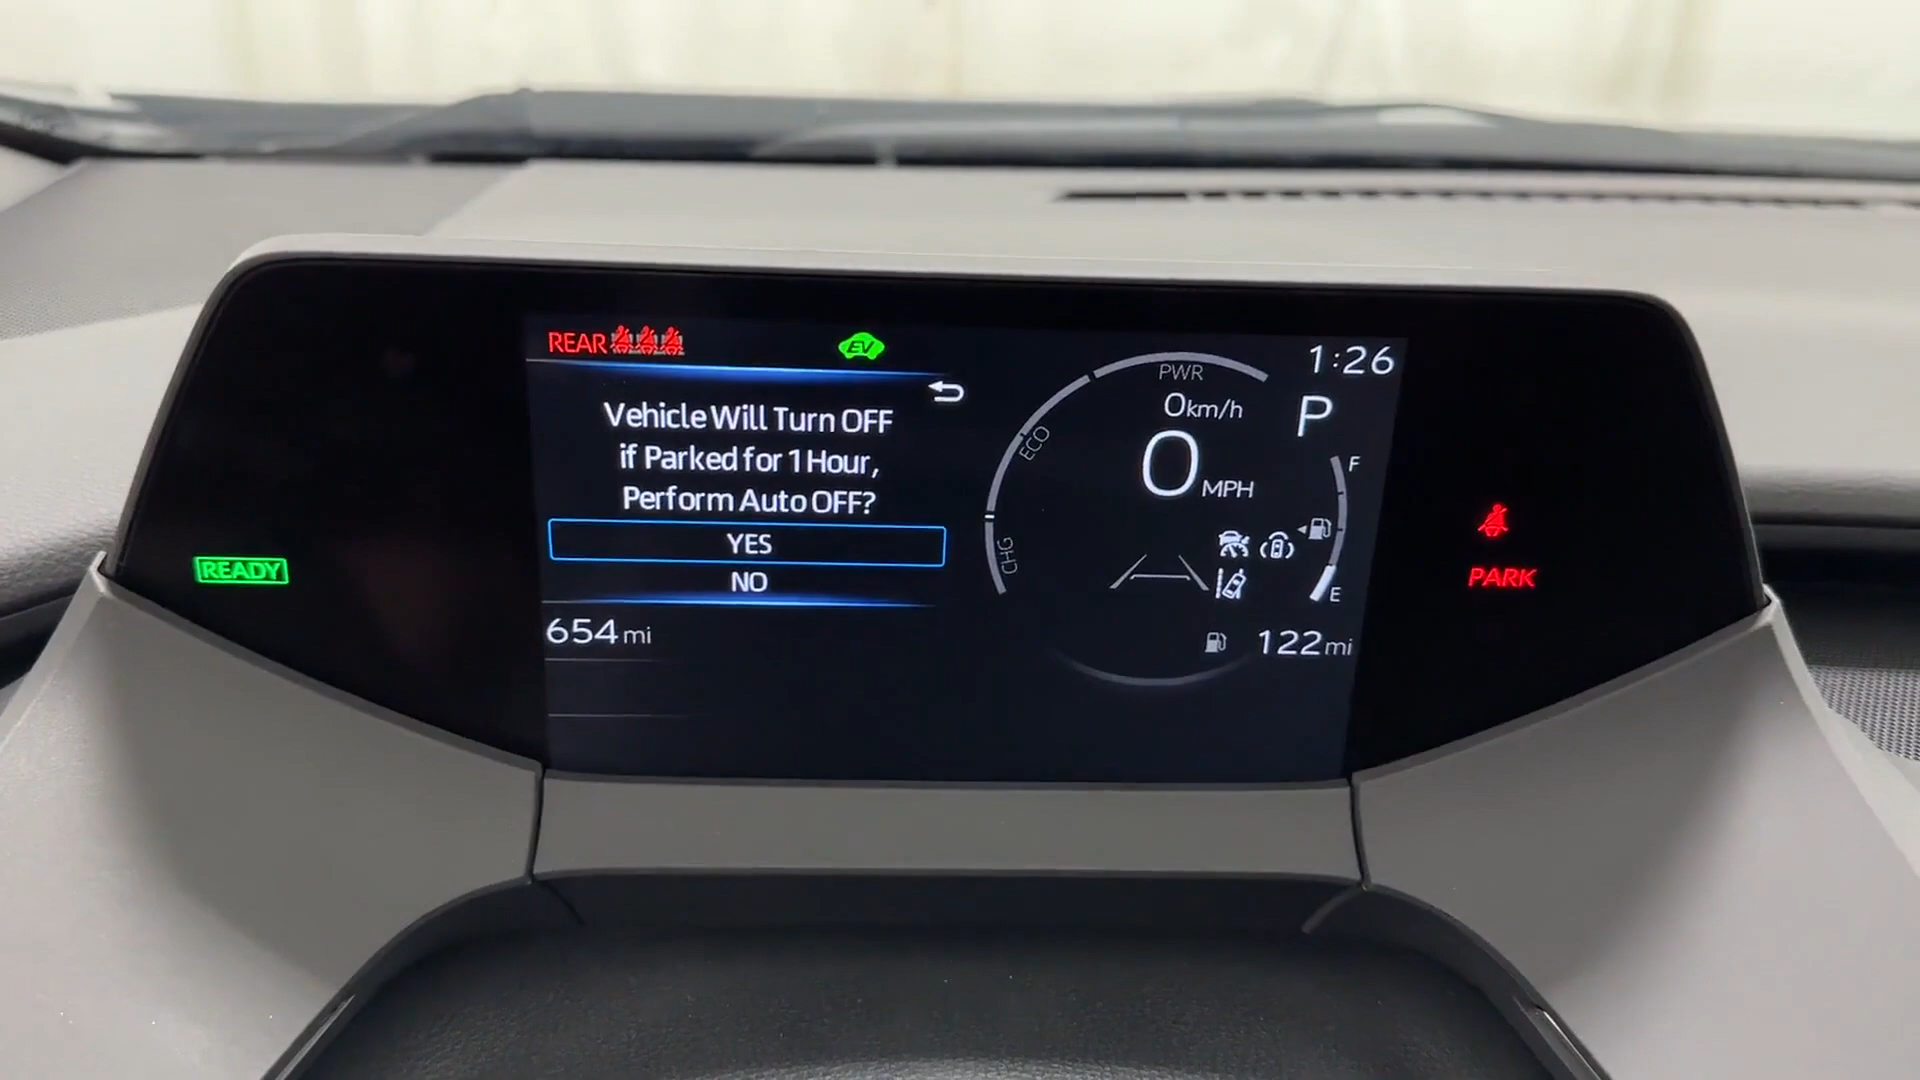 REAR
EV
Vehicle Will Turn OFF
if Parked for 1 Hour,
Perform Auto OFF?
YES
NO
654 mi
READY
PWR
ECO
CHG
0 km/h
0 MPH
1:26
P
F
E
122 mi
PARK